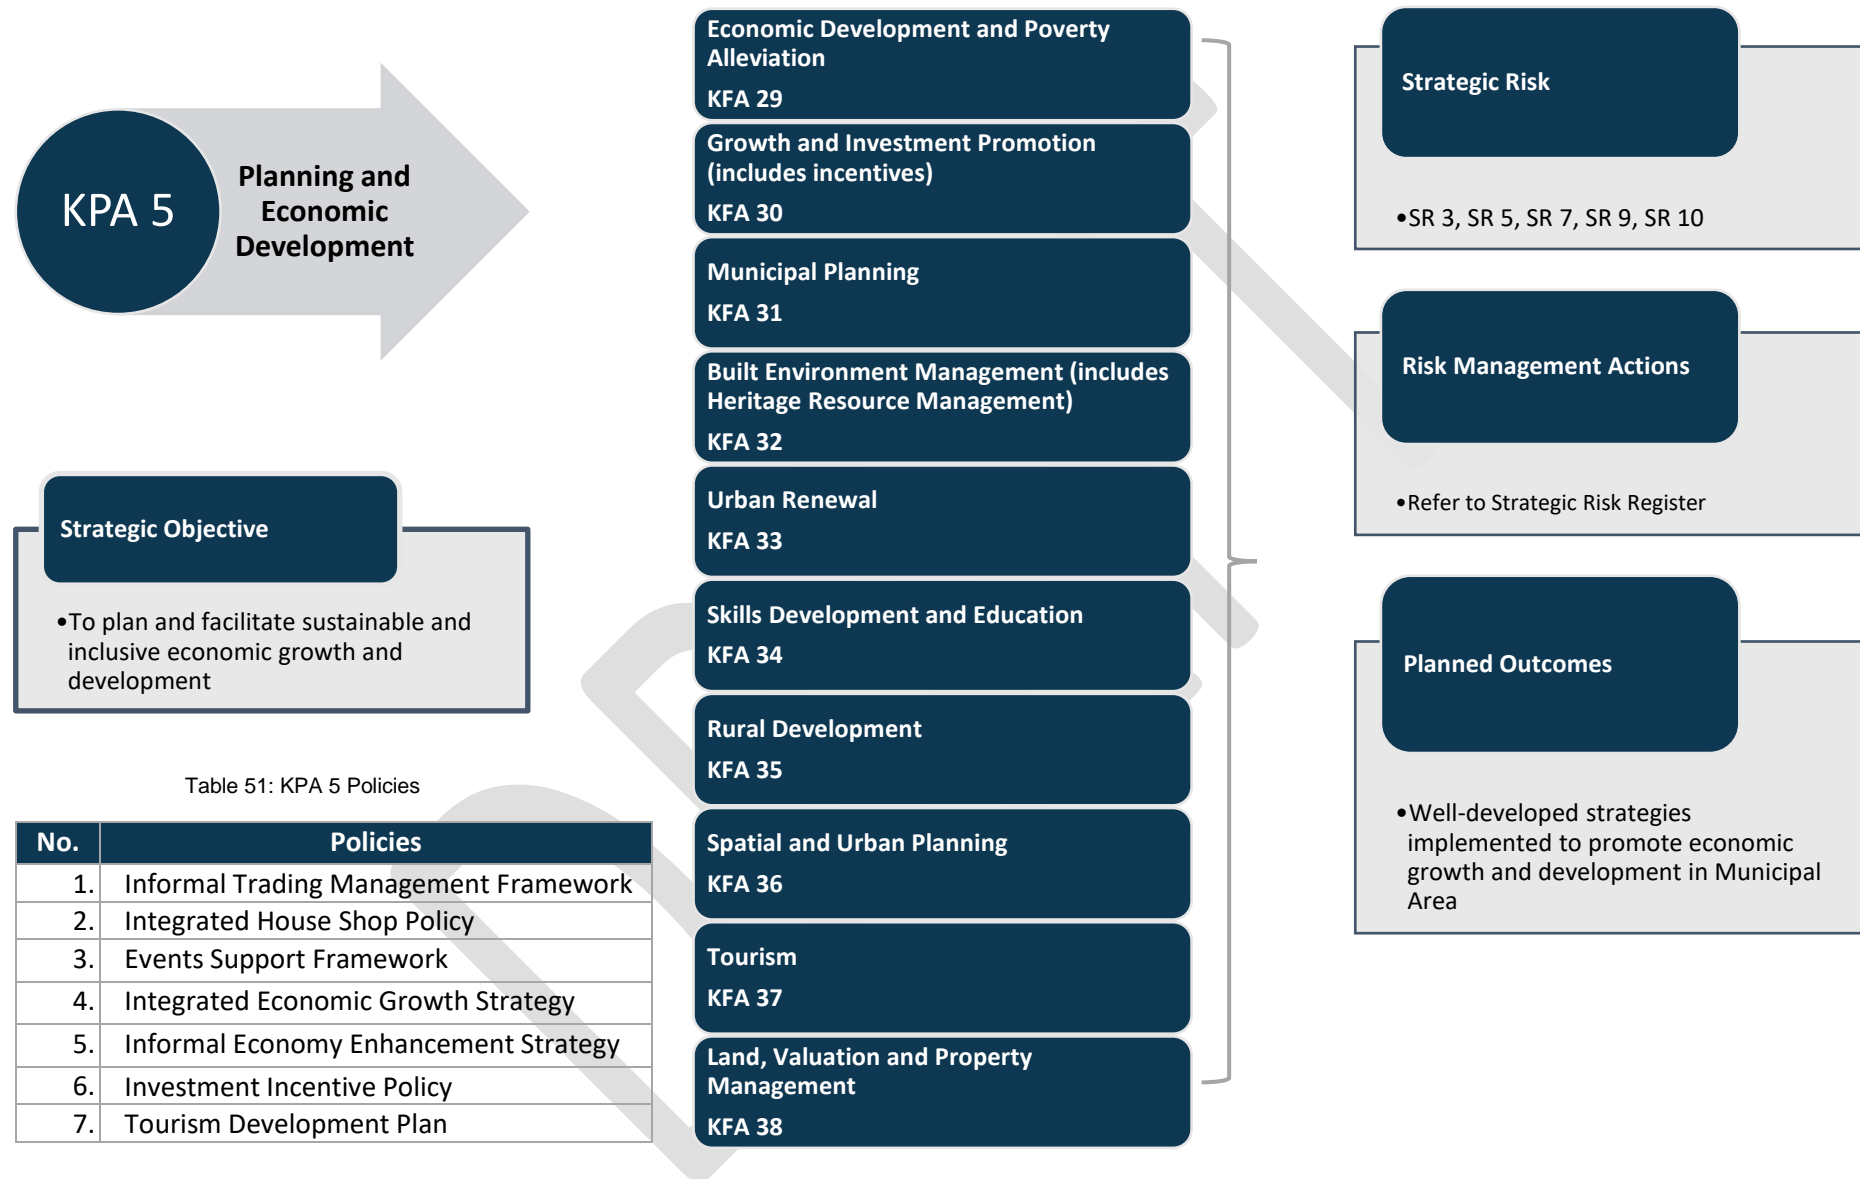 KPA 5
Planning and
Economic
Development
Strategic Objective
•To plan and facilitate sustainable and
inclusive economic growth and
development
Table 51: KPA 5 Policies
No. Policies
1. Informal Trading Management Framework
2. Integrated House Shop Policy
3. Events Support Framework
4. Integrated Economic Growth Strategy
5. Informal Economy Enhancement Strategy
6. Investment Incentive Policy
7. Tourism Development Plan
Economic Development and Poverty
Alleviation
KFA 29
Growth and Investment Promotion
(includes incentives)
KFA 30
Municipal Planning
KFA 31
Built Environment Management (includes
Heritage Resource Management)
KFA 32
Urban Renewal
KFA 33
Skills Development and Education
KFA 34
Rural Development
KFA 35
Spatial and Urban Planning
KFA 36
Tourism
KFA 37
Land, Valuation and Property
Management
KFA 38
Strategic Risk
•SR 3, SR 5, SR 7, SR 9, SR 10
Risk Management Actions
•Refer to Strategic Risk Register
Planned Outcomes
•Well-developed strategies
implemented to promote economic
growth and development in Municipal
Area